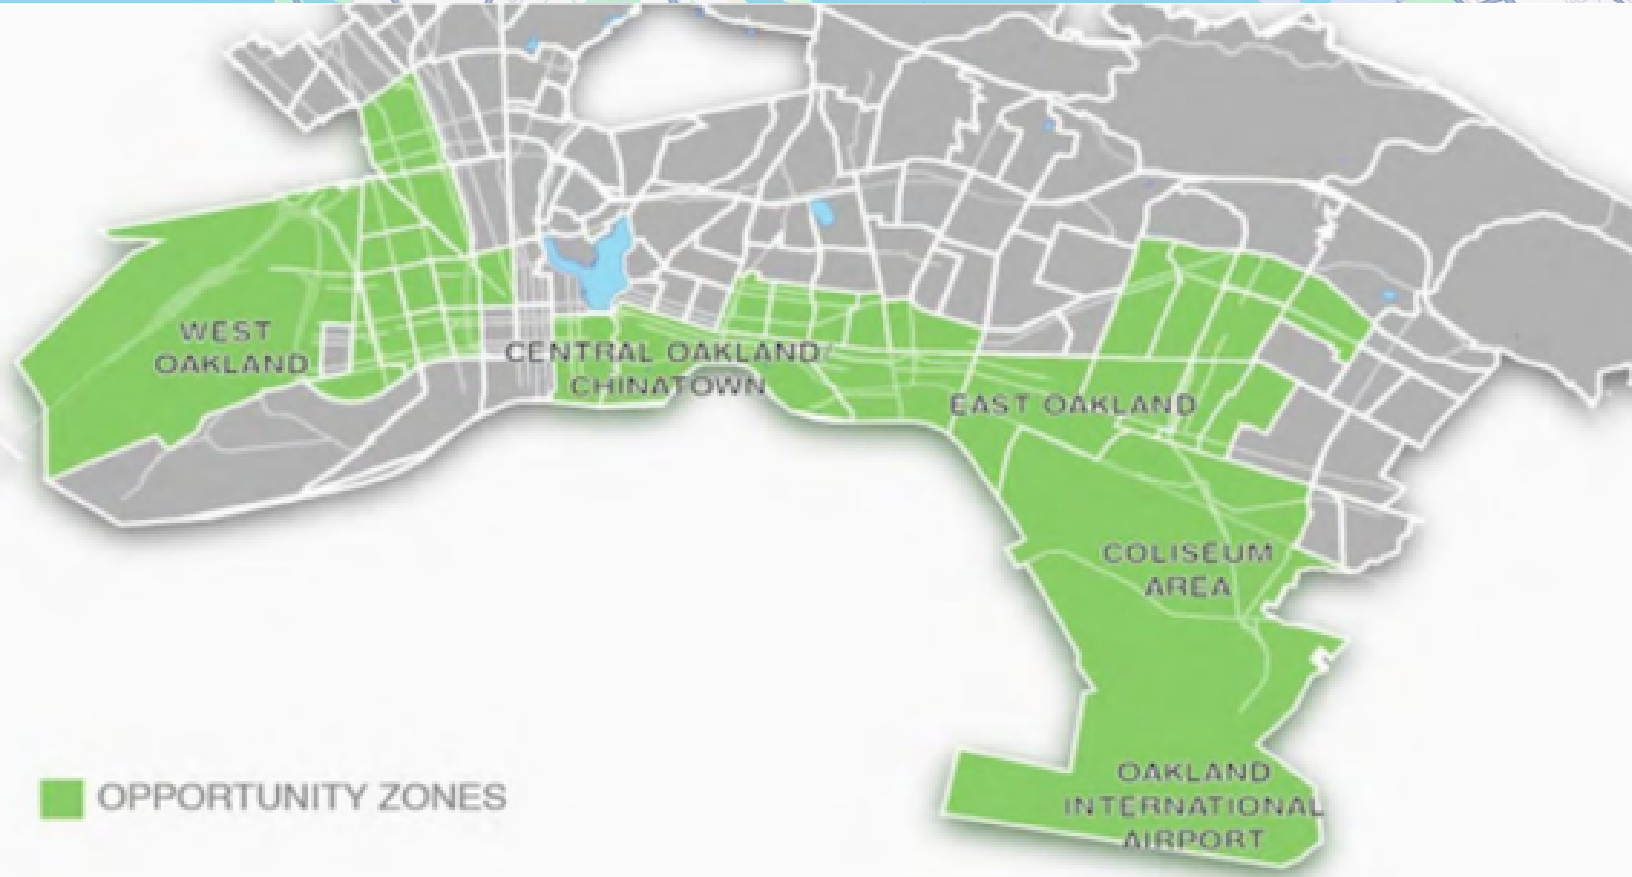 WEST
OAKLAND
CENTRAL OAKLAND/
CHINATOWN
EAST OAKLAND
COLISEUM
AREA
OAKLAND
INTERNATIONAL
AIRPORT
OPPORTUNITY ZONES